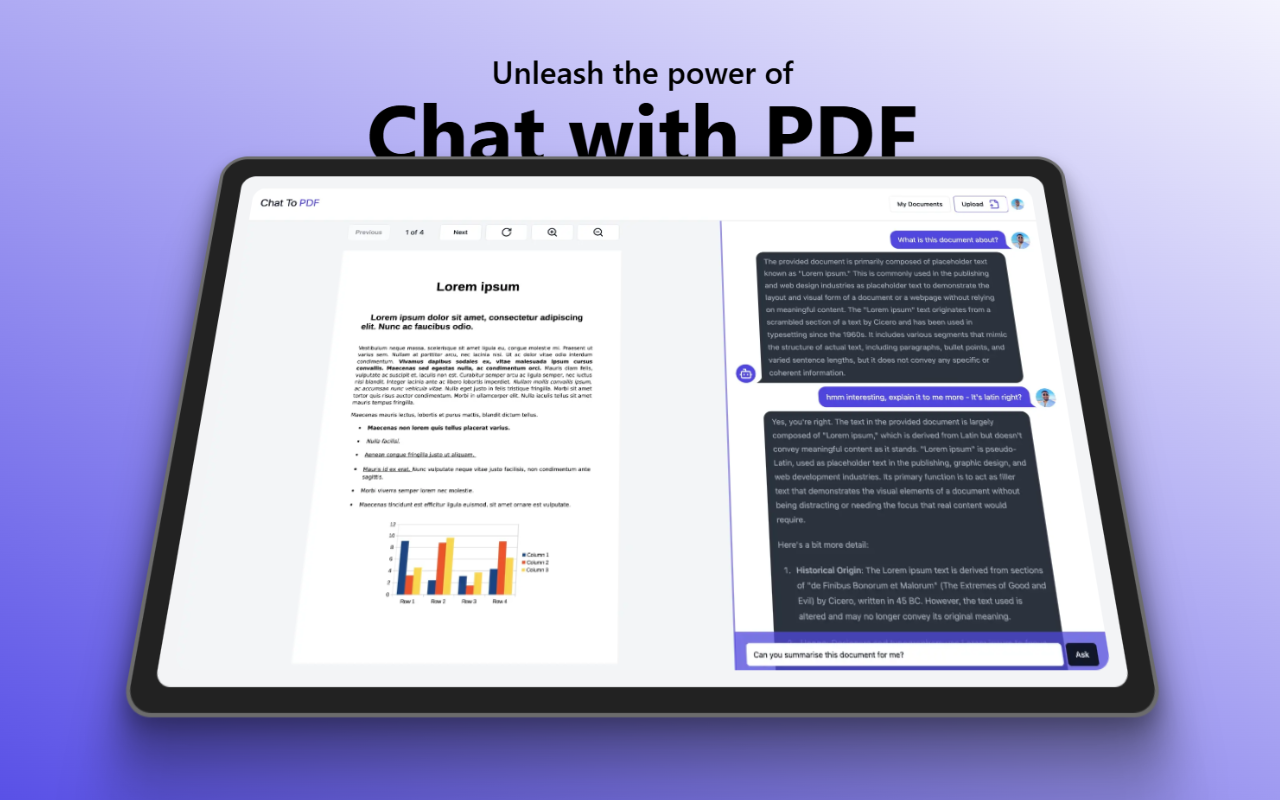 Unleash the power of
Chat with PDF
Chat To PDF
My Documents
Upload
Previous
1 of 4
Next
Lorem ipsum
Lorem ipsum dolor sit amet, consectetur adipiscing
elit. Nunc ac faucibus odio.
Vestibulum neque massa, scelerisque sit amet ligula eu, congue molestie mi. Praesent ut
varius sem. Nullam at porttitor arcu, nec lacinia nisi. Ut ac dolor vitae odio interdum
condimentum. Vivamus dapibus sodales ex, vitae malesuada ipsum cursus
convallis. Maecenas sed egestas nulla, ac condimentum orci. Mauris diam felis,
vulputate ac suscipit et, iaculis non est. Curabitur semper arcu ac ligula semper, nec luctus
nisl blandit. Integer lacinia ante ac libero lobortis imperdiet. Nullam mollis convallis ipsum,
ac accumsan nunc vehicula vitae. Nulla eget justo in felis tristique fringilla. Morbi sit amet
tortor quis risus auctor condimentum. Morbi in ullamcorper elit. Nulla iaculis tellus sit amet
mauris tempus fringilla.
Maecenas mauris lectus, lobortis et purus mattis, blandit dictum tellus.
• Maecenas non lorem quis tellus placerat varius.
• Nulla facilisi.
• Aenean congue fringilla justo ut aliquam.
• Mauris id ex erat. Nunc vulputate neque vitae justo facilisis, non condimentum ante
sagittis.
• Morbi viverra semper lorem nec molestie.
• Maecenas tincidunt est efficitur ligula euismod, sit amet ornare est vulputate.
12
10
8
6
4
2
0
Row 1 Row 2 Row 3 Row 4
Column 1
Column 2
Column 3
What is this document about?
The provided document is primarily composed of placeholder text
known as "Lorem ipsum." This is commonly used in the publishing
and web design industries as placeholder text to demonstrate the
layout and visual form of a document or a webpage without relying
on meaningful content. The "Lorem ipsum" text originates from a
scrambled section of a text by Cicero and has been used in
typesetting since the 1960s. It includes various segments that mimic
the structure of actual text, including paragraphs, bullet points, and
varied sentence lengths, but it does not convey any specific or
coherent information.
hmm interesting, explain it to me more - It's latin right?
Yes, you're right. The text in the provided document is largely
composed of "Lorem ipsum," which is derived from Latin but doesn't
convey meaningful content as it stands. "Lorem ipsum" is pseudo-
Latin, used as placeholder text in the publishing, graphic design, and
web development industries. Its primary function is to act as filler
text that demonstrates the visual elements of a document without
being distracting or needing the focus that real content would
require.
Here's a bit more detail:
1. Historical Origin: The Lorem ipsum text is derived from sections
of "de Finibus Bonorum et Malorum" (The Extremes of Good and
Evil) by Cicero, written in 45 BC. However, the text used is
altered and may no longer convey its original meaning.
Can you summarise this document for me?
Ask